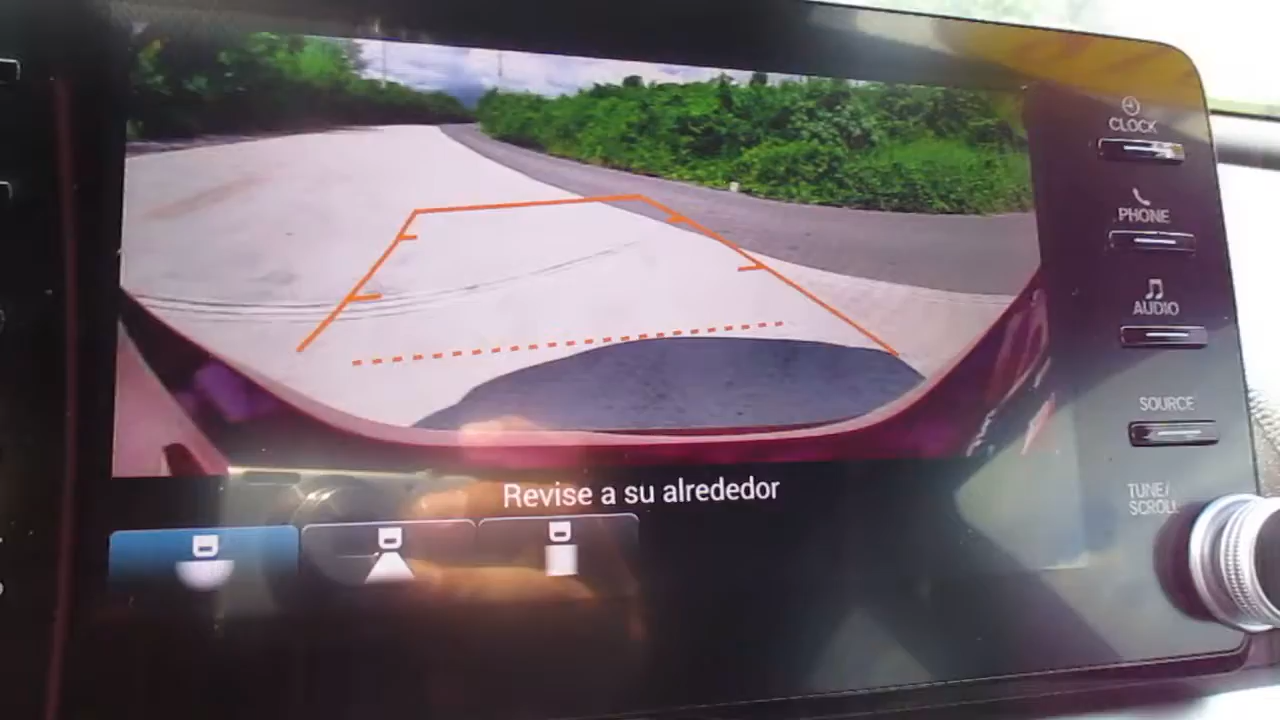 CLOCK
PHONE
AUDIO
SOURCE
TUNE/
SCROLL
Revise a su alrededor